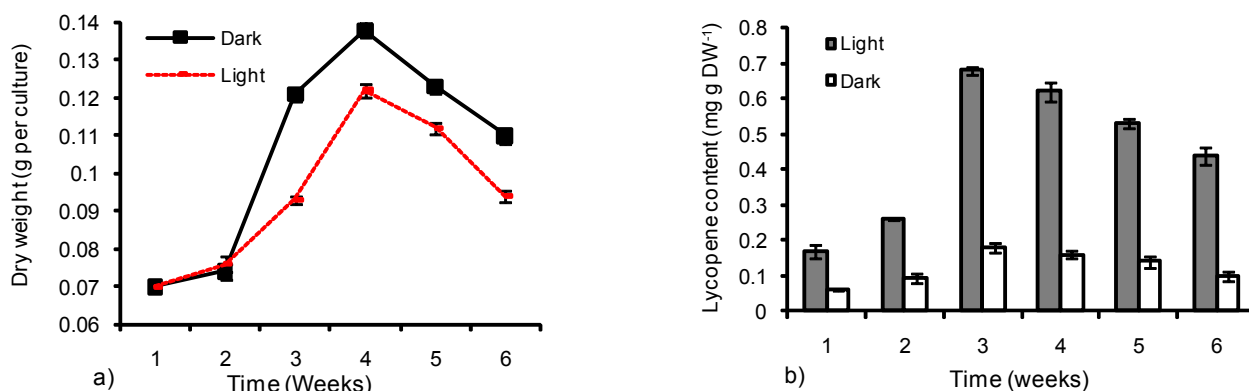 Dry weight (g per culture)
0.14
0.13
0.12
0.11
0.1
0.09
0.08
0.07
0.06
Dark
Light
1 2 3 4 5 6
a) Time (Weeks)
Lycopene content (mg g DW-1)
0.8
0.7
0.6
0.5
0.4
0.3
0.2
0.1
0
Light
Dark
1 2 3 4 5 6
b) Time (weeks)